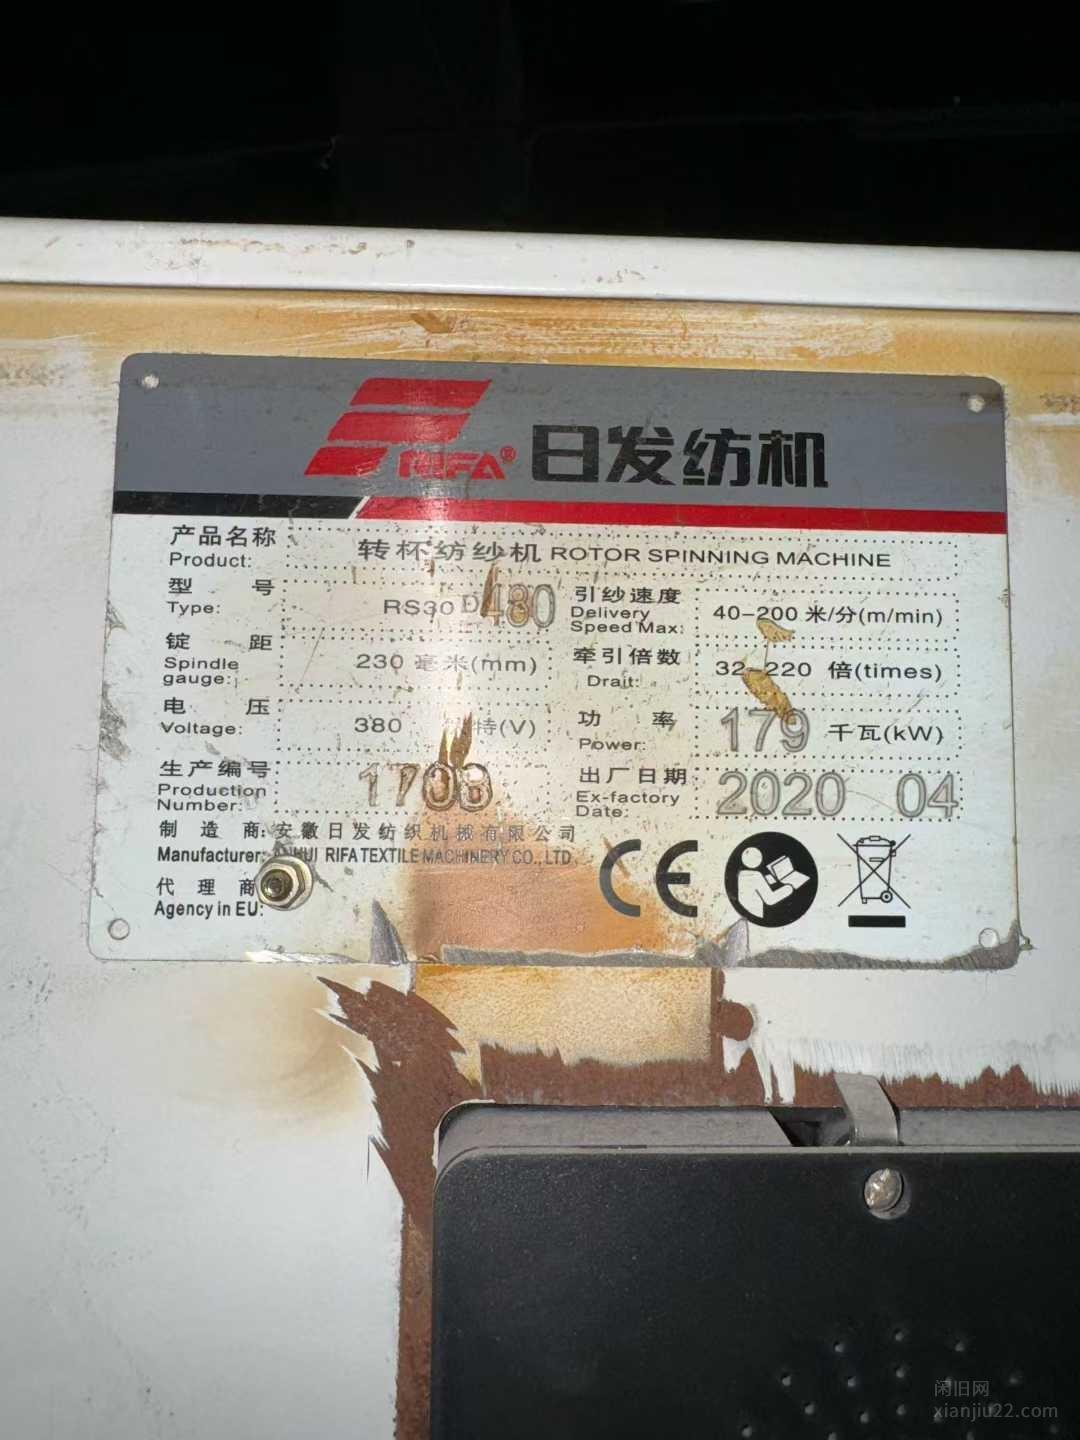 RIFA® 日发纺机
产品名称 转杯纺纱机 ROTOR SPINNING MACHINE
Product:
型 号 RS30D 480
Type:
引纱速度 40-200 米/分(m/min)
Delivery
Speed Max:
锭 距 230 毫米(mm)
Spindle
gauge:
牵引倍数 32-220 倍(times)
Drait:
电 压 380 特(V)
Voltage:
功 率 179 千瓦(kW)
Power:
生产编号 1708
Production
Number:
出厂日期 2020 04
Ex-factory
Date:
制 造 商: 安徽日发纺织机械有限公司
Manufacturer: HUI RIFA TEXTILE MACHINERY CO., LTD.
代 理 商
Agency in EU:
CE
闲旧网
xianjiu22.com